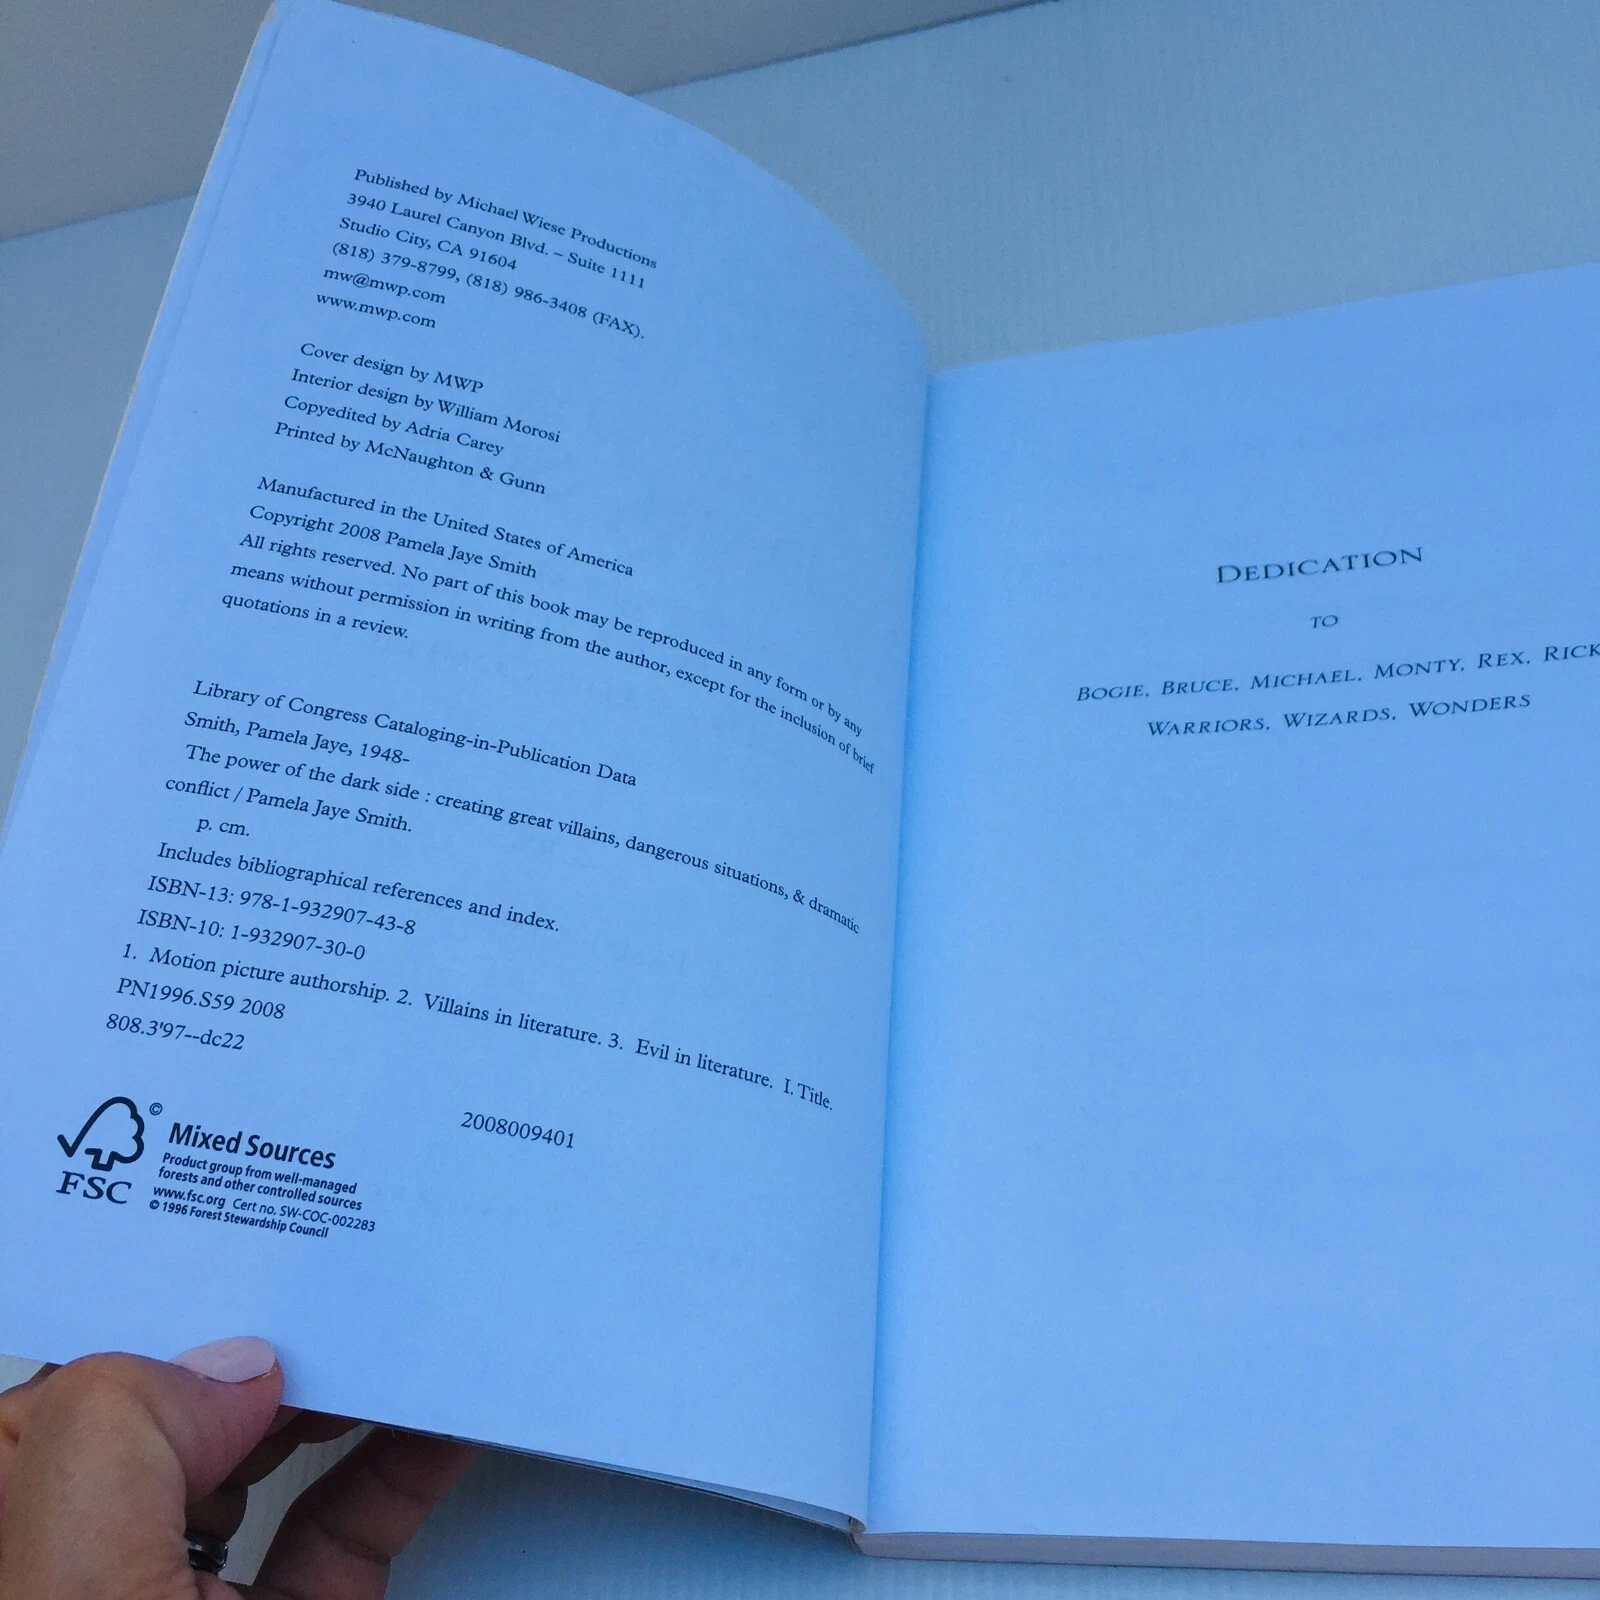 Published by Michael Wiese Productions
3940 Laurel Canyon Blvd. – Suite 1111
Studio City, CA 91604
(818) 379-8799, (818) 986-3408 (FAX).
mw@mwp.com
www.mwp.com
Cover design by MWP
Interior design by William Morosi
Copyedited by Adria Carey
Printed by McNaughton & Gunn
Manufactured in the United States of America
Copyright 2008 Pamela Jaye Smith
All rights reserved. No part of this book may be reproduced in any form or by any
means without permission in writing from the author, except for the inclusion of brief
quotations in a review.
Library of Congress Cataloging-in-Publication Data
Smith, Pamela Jaye, 1948-
The power of the dark side : creating great villains, dangerous situations, & dramatic
conflict / Pamela Jaye Smith.
p. cm.
Includes bibliographical references and index.
ISBN-13: 978-1-932907-43-8
ISBN-10: 1-932907-30-0
1. Motion picture authorship. 2. Villains in literature. 3. Evil in literature. I. Title.
PN1996.S59 2008
808.3'97--dc22
2008009401
©
FSC
Mixed Sources
Product group from well-managed
forests and other controlled sources
www.fsc.org Cert no. SW-COC-002283
© 1996 Forest Stewardship Council
DEDICATION
TO
BOGIE, BRUCE, MICHAEL, MONTY, REX, RICK
WARRIORS, WIZARDS, WONDERS